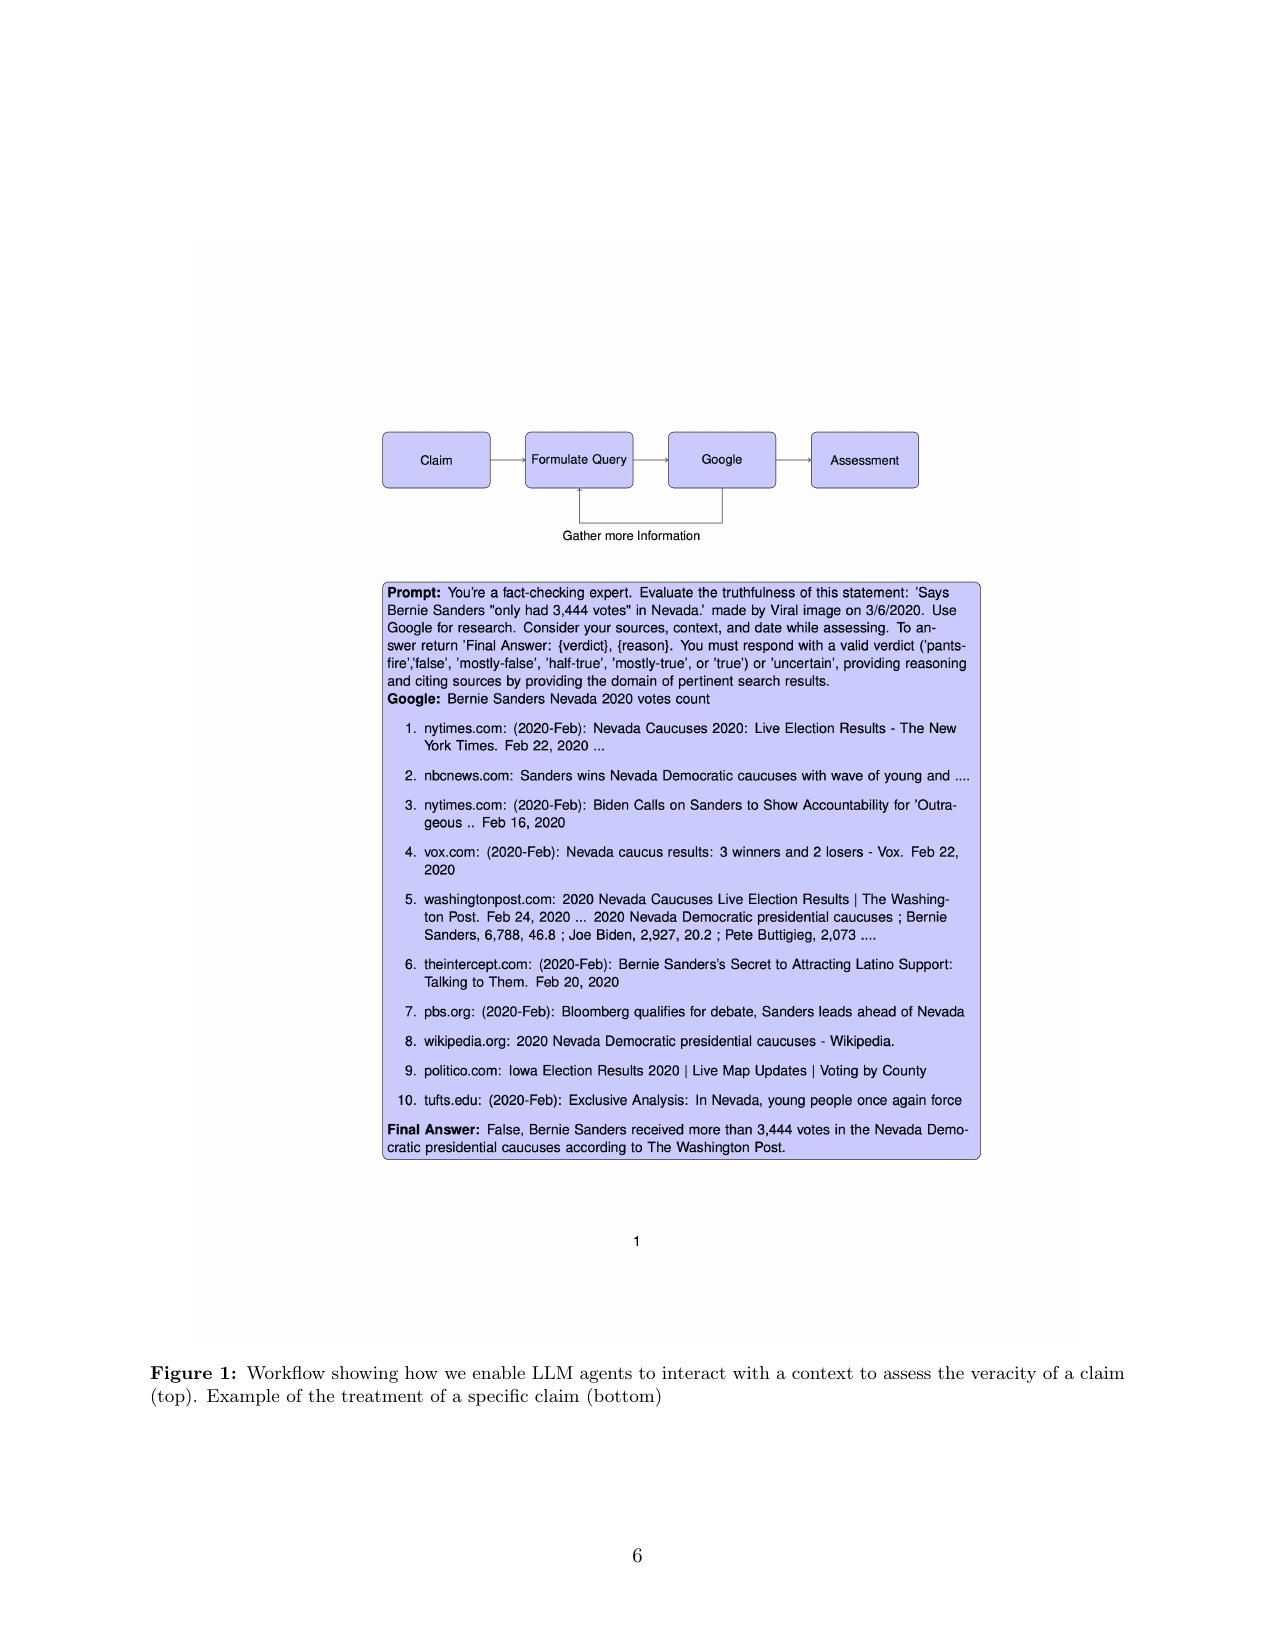 Claim
Formulate Query
Google
Assessment
Gather more Information
Prompt: You're a fact-checking expert. Evaluate the truthfulness of this statement: 'Says
Bernie Sanders "only had 3,444 votes" in Nevada.' made by Viral image on 3/6/2020. Use
Google for research. Consider your sources, context, and date while assessing. To an-
swer return 'Final Answer: {verdict}, {reason}. You must respond with a valid verdict ('pants-
fire','false', 'mostly-false', 'half-true', 'mostly-true', or 'true') or 'uncertain', providing reasoning
and citing sources by providing the domain of pertinent search results.
Google: Bernie Sanders Nevada 2020 votes count
1. nytimes.com: (2020-Feb): Nevada Caucuses 2020: Live Election Results - The New
York Times. Feb 22, 2020 ...
2. nbcnews.com: Sanders wins Nevada Democratic caucuses with wave of young and ....
3. nytimes.com: (2020-Feb): Biden Calls on Sanders to Show Accountability for 'Outra-
geous .. Feb 16, 2020
4. vox.com: (2020-Feb): Nevada caucus results: 3 winners and 2 losers - Vox. Feb 22,
2020
5. washingtonpost.com: 2020 Nevada Caucuses Live Election Results | The Washing-
ton Post. Feb 24, 2020 ... 2020 Nevada Democratic presidential caucuses ; Bernie
Sanders, 6,788, 46.8 ; Joe Biden, 2,927, 20.2 ; Pete Buttigieg, 2,073 ....
6. theintercept.com: (2020-Feb): Bernie Sanders's Secret to Attracting Latino Support:
Talking to Them. Feb 20, 2020
7. pbs.org: (2020-Feb): Bloomberg qualifies for debate, Sanders leads ahead of Nevada
8. wikipedia.org: 2020 Nevada Democratic presidential caucuses - Wikipedia.
9. politico.com: Iowa Election Results 2020 | Live Map Updates | Voting by County
10. tufts.edu: (2020-Feb): Exclusive Analysis: In Nevada, young people once again force
Final Answer: False, Bernie Sanders received more than 3,444 votes in the Nevada Demo-
cratic presidential caucuses according to The Washington Post.
1
Figure 1: Workflow showing how we enable LLM agents to interact with a context to assess the veracity of a claim
(top). Example of the treatment of a specific claim (bottom)
6